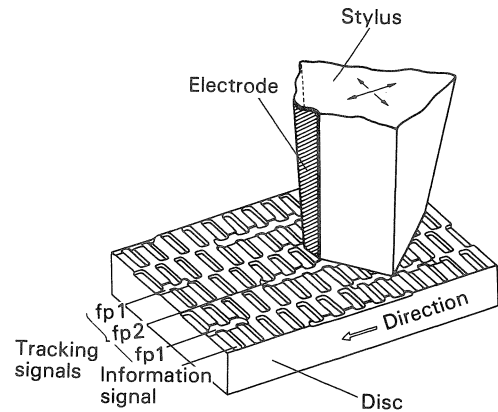 Stylus
Electrode
fp1
fp2
fp1
Tracking
signals
Information
signal
Direction
Disc